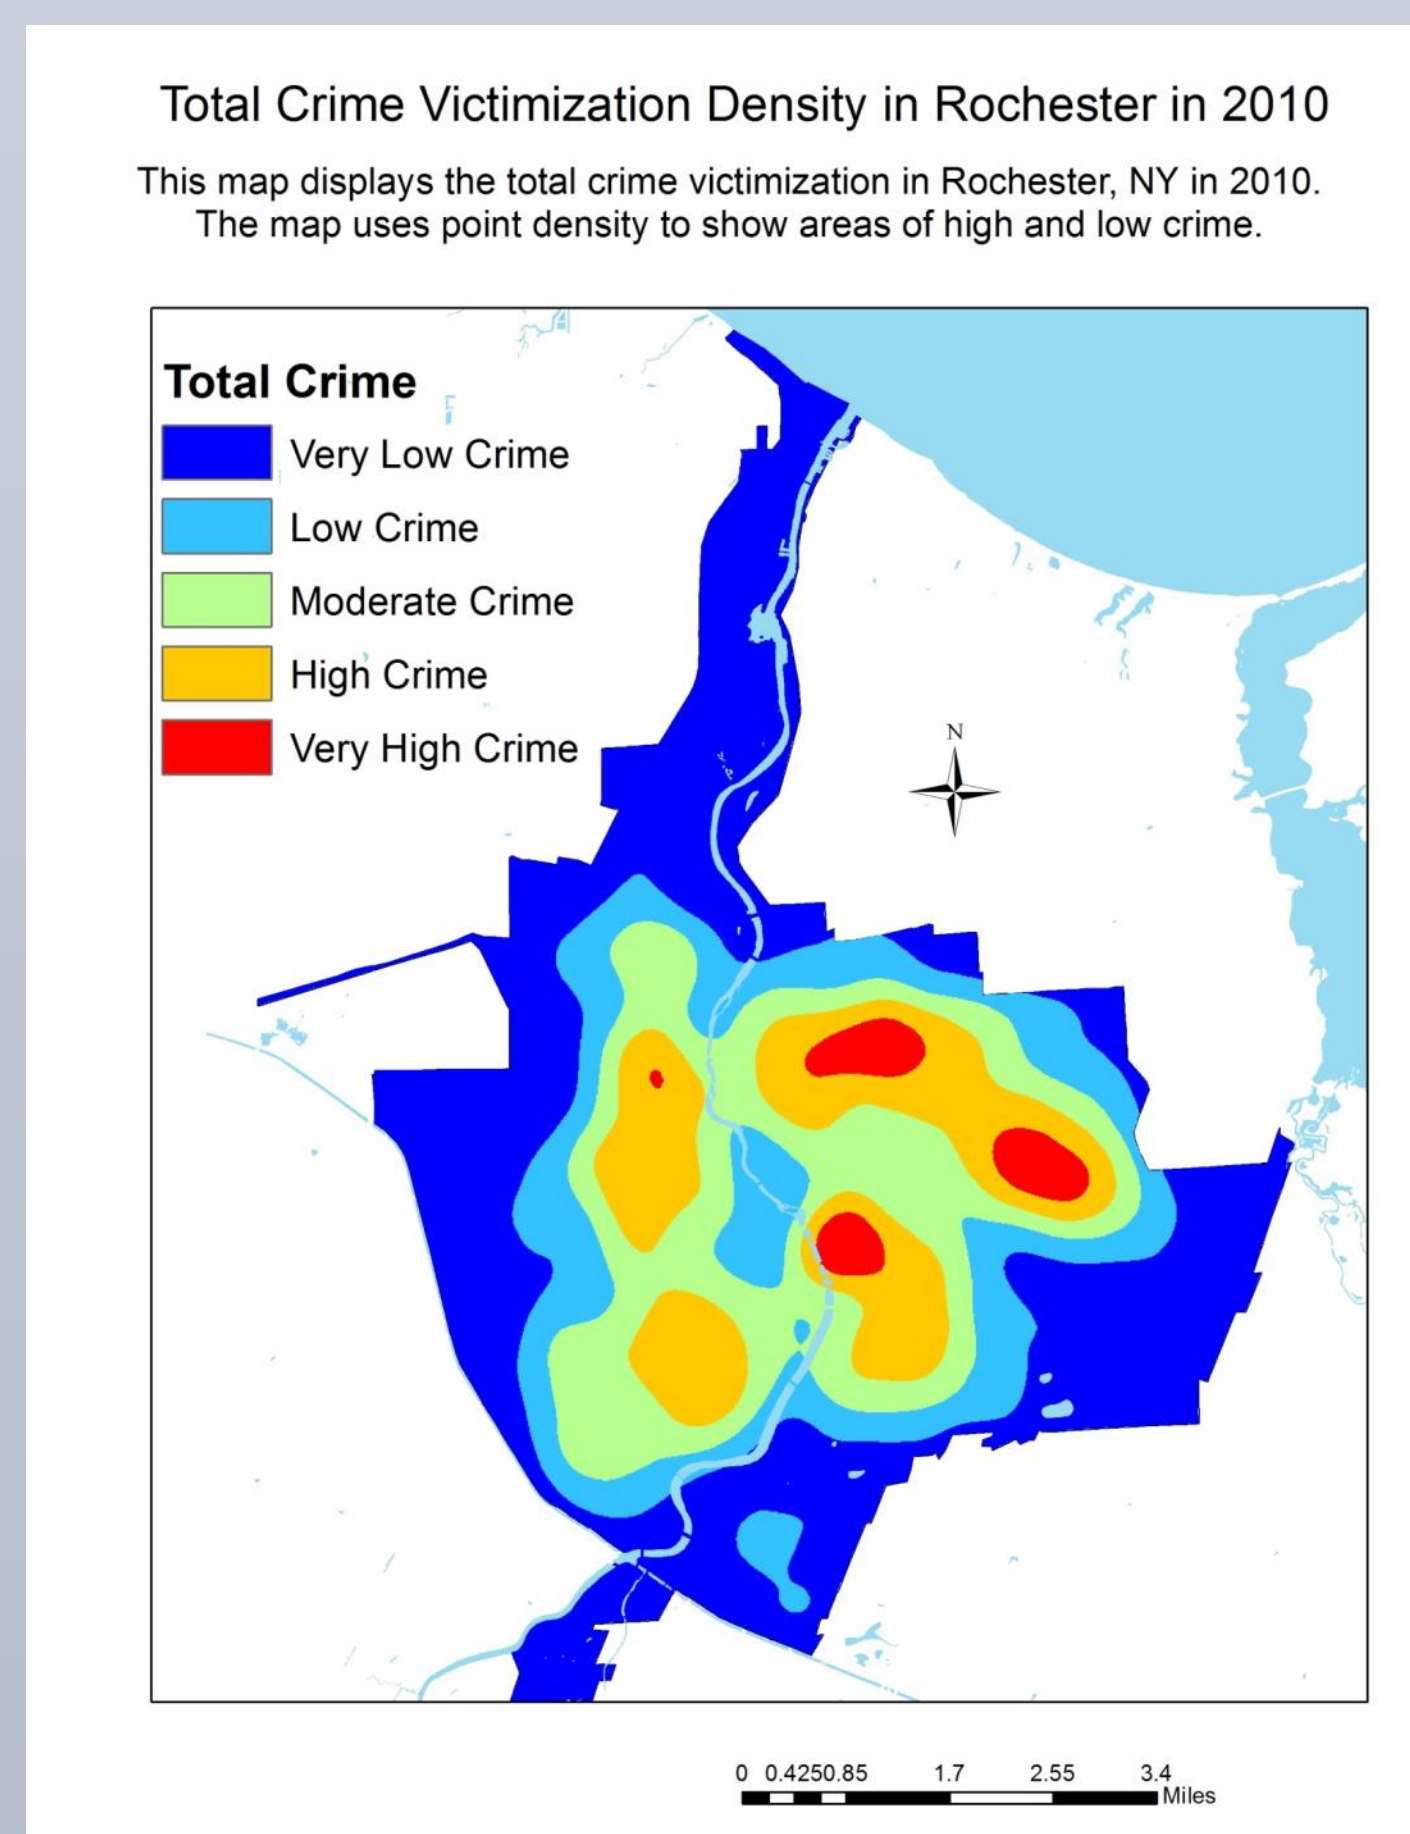 Total Crime Victimization Density in Rochester in 2010
This map displays the total crime victimization in Rochester, NY in 2010.
The map uses point density to show areas of high and low crime.
Total Crime
Very Low Crime
Low Crime
Moderate Crime
High Crime
Very High Crime
N
0 0.4250.85 1.7 2.55 3.4
Miles